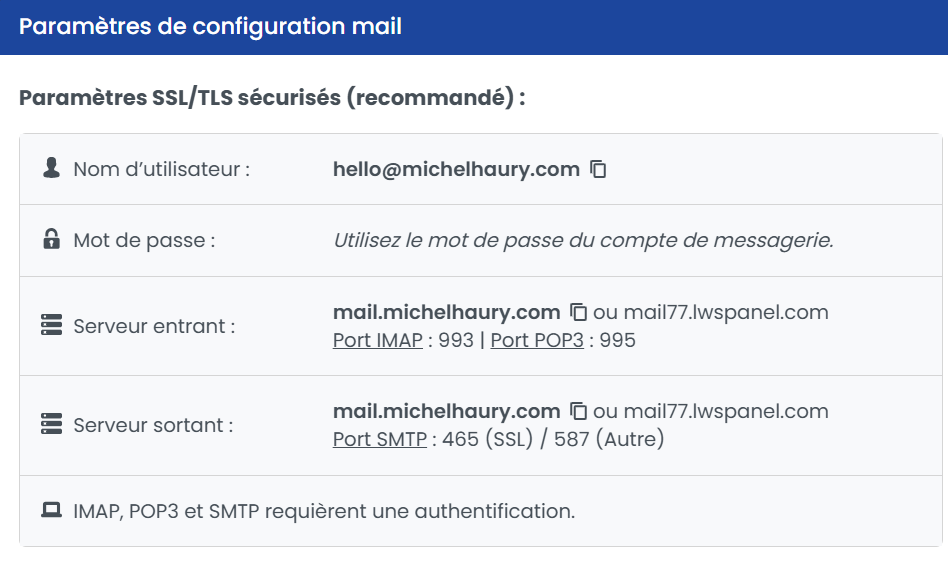 Paramètres de configuration mail
Paramètres SSL/TLS sécurisés (recommandé) :
Nom d’utilisateur :
hello@michelhaury.com
Mot de passe :
Utilisez le mot de passe du compte de messagerie.
Serveur entrant :
mail.michelhaury.com ou mail77.lwspanel.com
Port IMAP : 993 | Port POP3 : 995
Serveur sortant :
mail.michelhaury.com ou mail77.lwspanel.com
Port SMTP : 465 (SSL) / 587 (Autre)
IMAP, POP3 et SMTP requièrent une authentification.